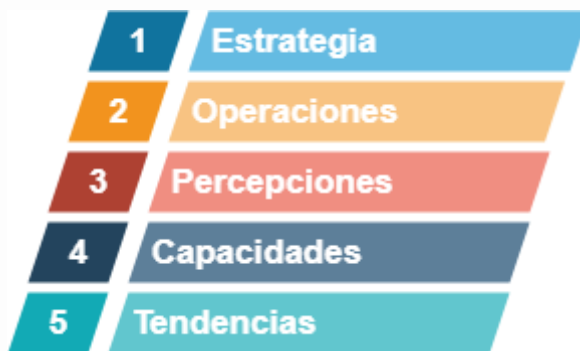 1 Estrategia
2 Operaciones
3 Percepciones
4 Capacidades
5 Tendencias